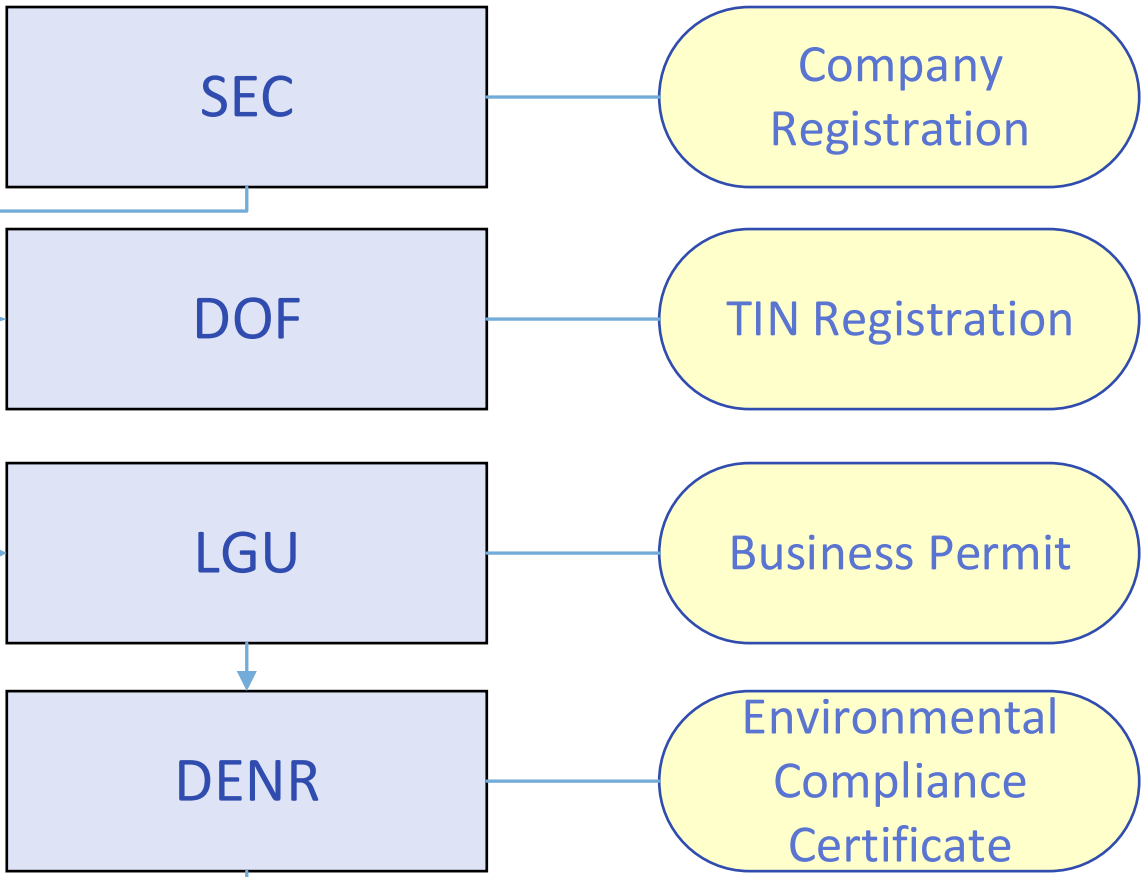 SEC
Company
Registration
DOF
TIN Registration
LGU
Business Permit
DENR
Environmental
Compliance
Certificate